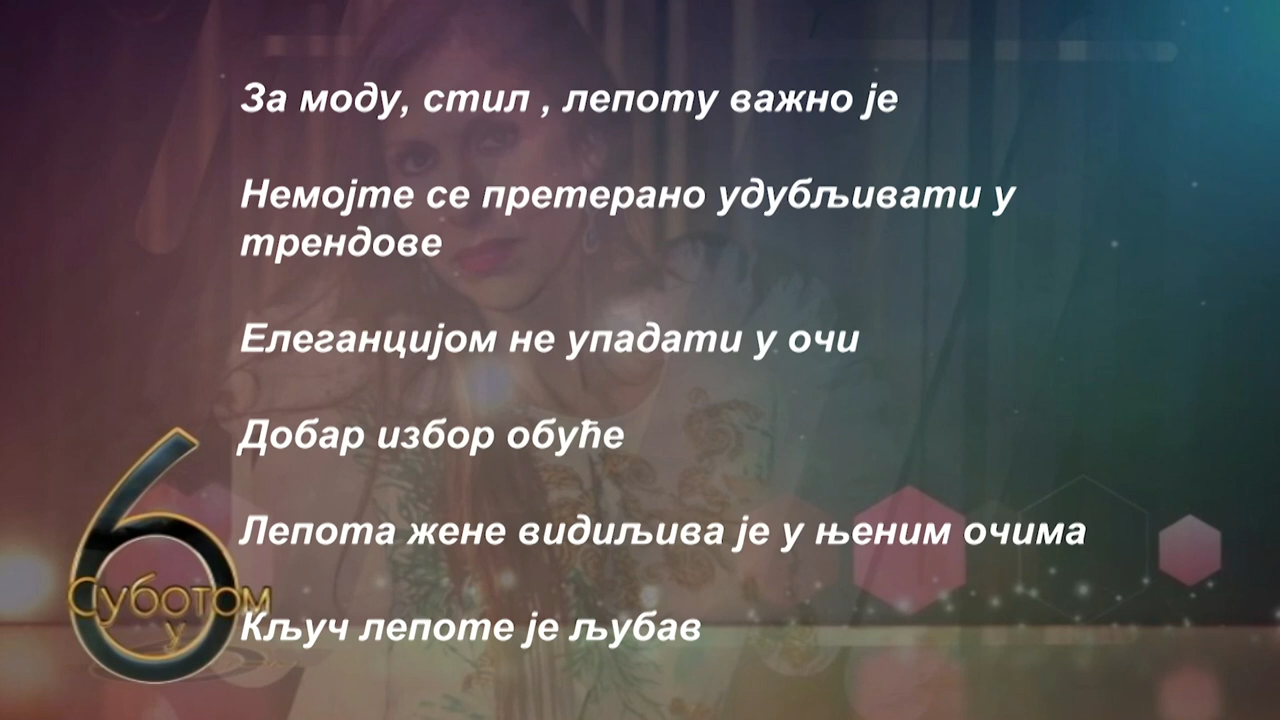 За моду, стил , лепоту важно је
Немојте се претерано удубљивати у
трендове
Елеганцијом не упадати у очи
Добар избор обуће
Лепота жене видљива је у њеним очима
Кључ лепоте је љубав
6
Суботом
у